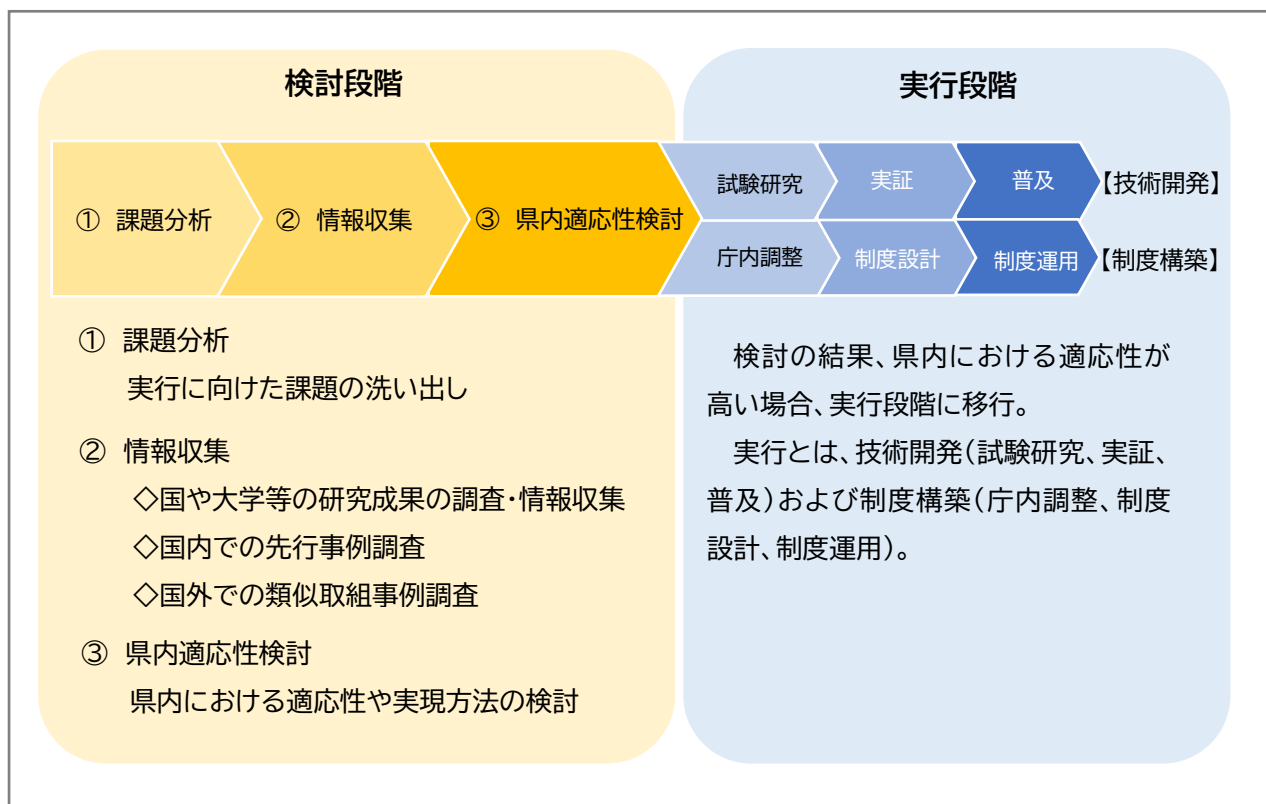 検討段階
実行段階
① 課題分析
② 情報収集
③ 県内適応性検討
試験研究
実証
普及
【技術開発】
庁内調整
制度設計
制度運用
【制度構築】
① 課題分析
実行に向けた課題の洗い出し
② 情報収集
◇国や大学等の研究成果の調査・情報収集
◇国内での先行事例調査
◇国外での類似取組事例調査
③ 県内適応性検討
県内における適応性や実現方法の検討
検討の結果、県内における適応性が
高い場合、実行段階に移行。
実行とは、技術開発(試験研究、実証、
普及)および制度構築(庁内調整、制度
設計、制度運用)。